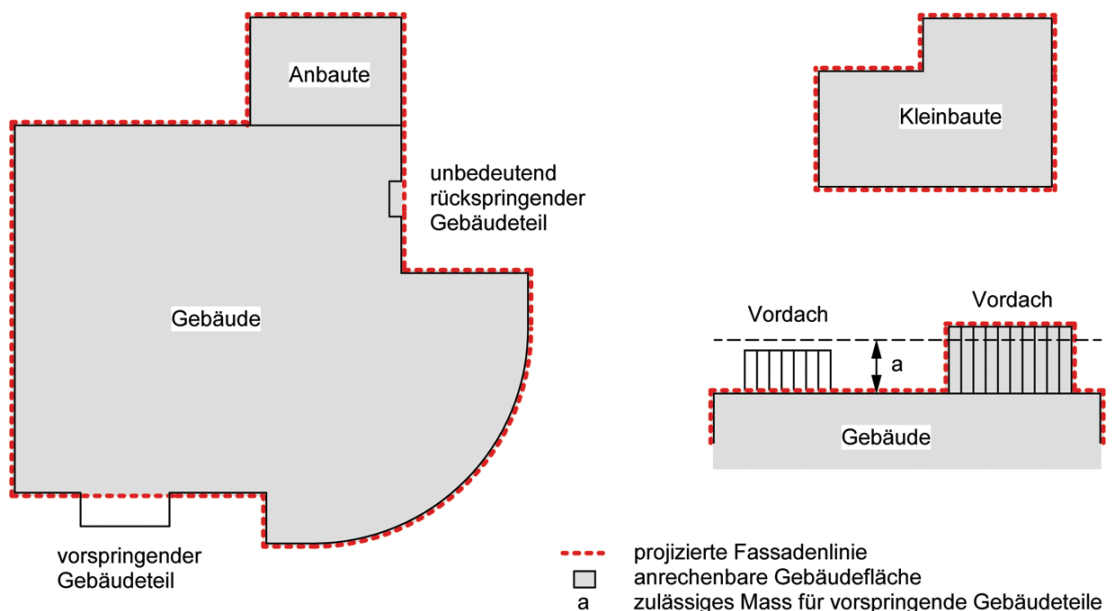 Anbaute
Kleinbaute
unbedeutend
rückspringender
Gebäudeteil
Gebäude
Vordach
Vordach
a
Gebäude
vorspringender
Gebäudeteil
projizierte Fassadenlinie
anrechenbare Gebäudefläche
a zulässiges Mass für vorspringende Gebäudeteile